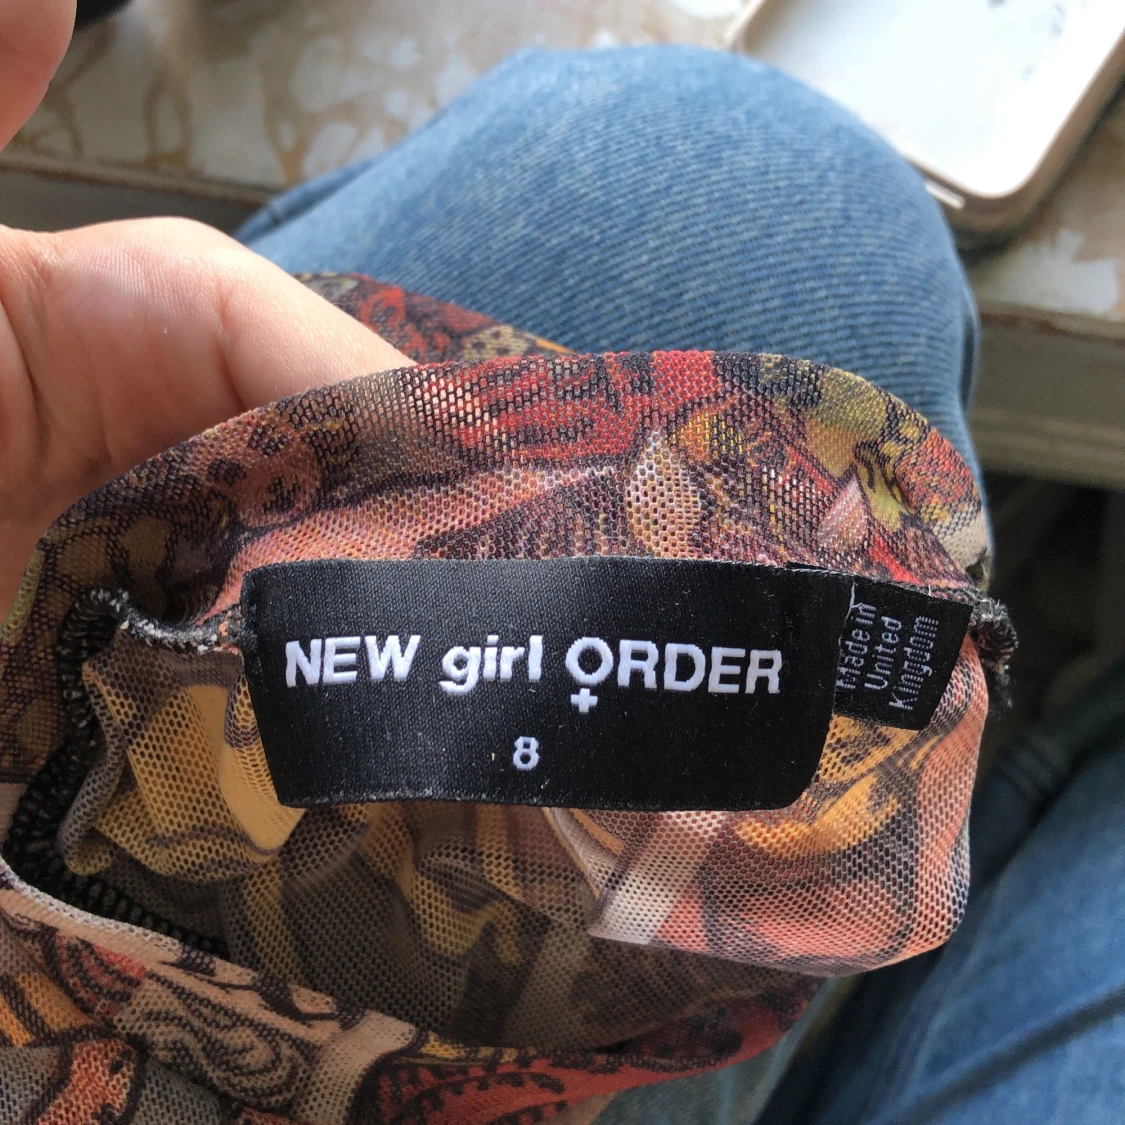 NEW girl ORDER
8
Made in
United
Kingdom